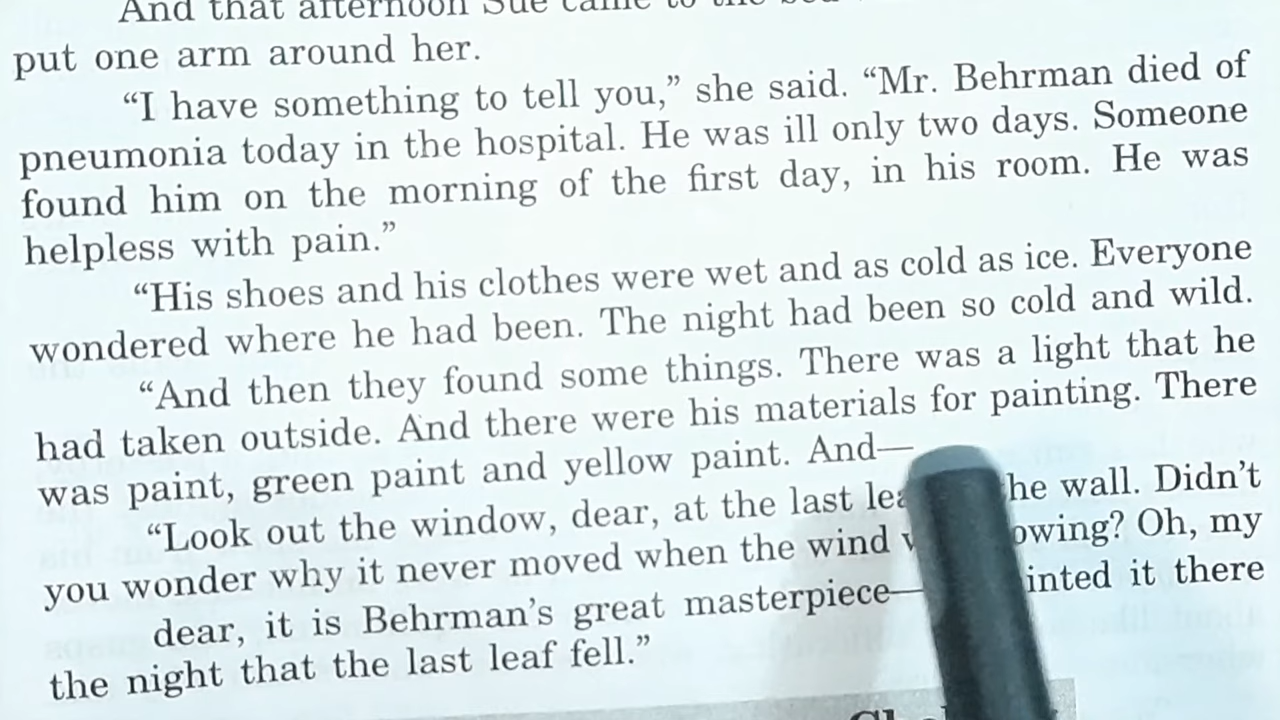 And that afternoon Sue came to the
put one arm around her.
“I have something to tell you,” she said. “Mr. Behrman died of
pneumonia today in the hospital. He was ill only two days. Someone
found him on the morning of the first day, in his room. He was
helpless with pain.”
“His shoes and his clothes were wet and as cold as ice. Everyone
wondered where he had been. The night had been so cold and wild.
“And then they found some things. There was a light that he
had taken outside. And there were his materials for painting. There
was paint, green paint and yellow paint. And—
“Look out the window, dear, at the last wall. Didn’t
you wonder why it never moved when the wind ? Oh, my
dear, it is Behrman’s great masterpiece— it there
the night that the last leaf fell.”